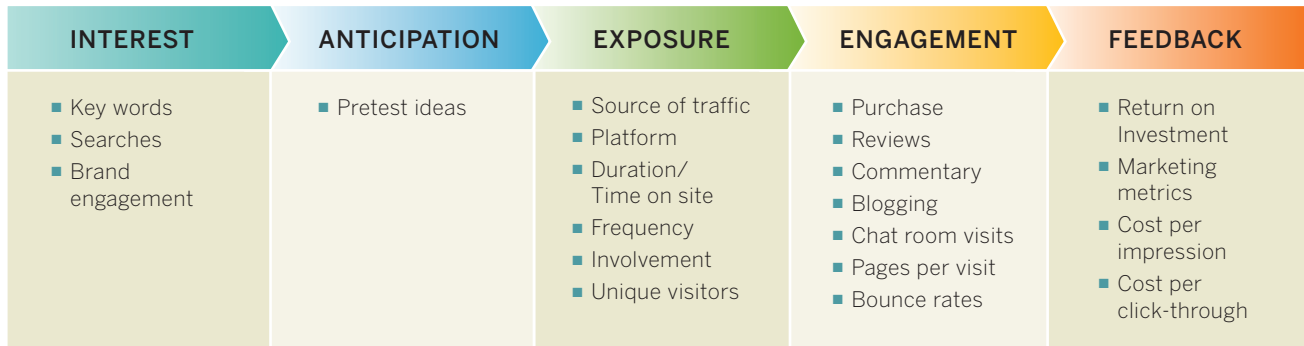 INTEREST
ANTICIPATION
EXPOSURE
ENGAGEMENT
FEEDBACK
■ Key words
■ Searches
■ Brand
engagement
■ Pretest ideas
■ Source of traffic
■ Platform
■ Duration/
Time on site
■ Frequency
■ Involvement
■ Unique visitors
■ Purchase
■ Reviews
■ Commentary
■ Blogging
■ Chat room visits
■ Pages per visit
■ Bounce rates
■ Return on
Investment
■ Marketing
metrics
■ Cost per
impression
■ Cost per
click-through